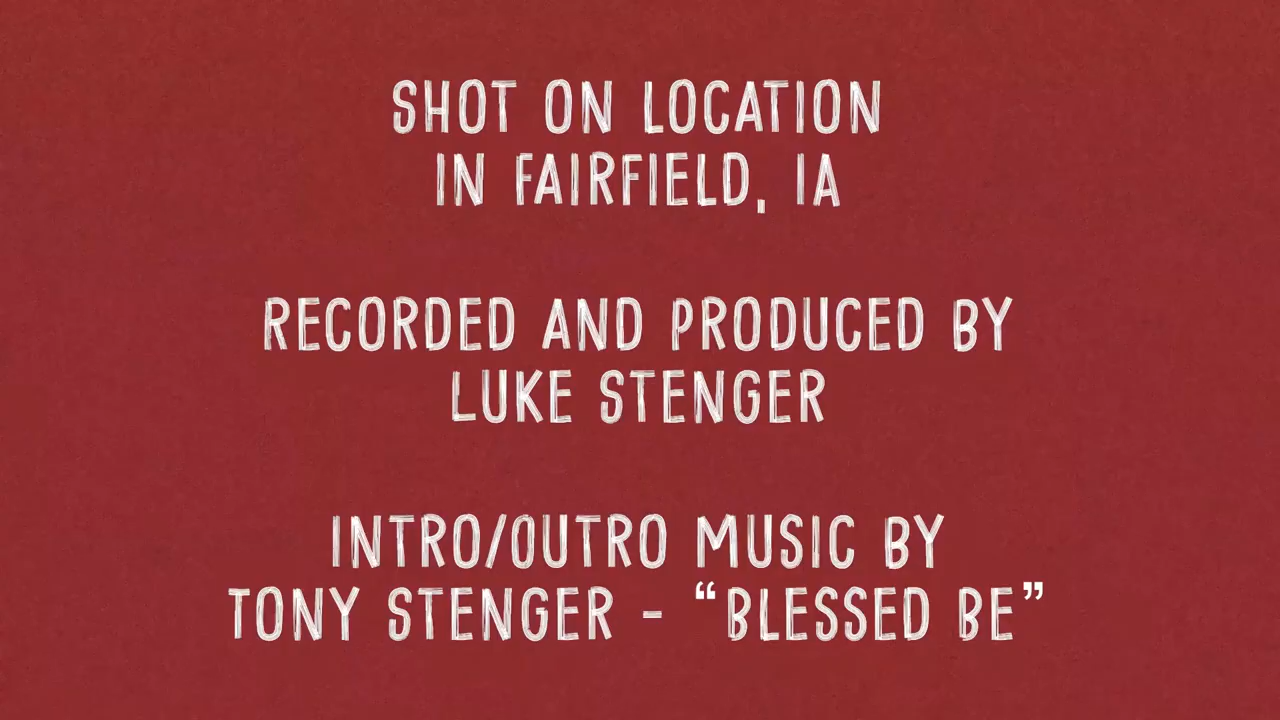 SHOT ON LOCATION
IN FAIRFIELD, IA
RECORDED AND PRODUCED BY
LUKE STENGER
INTRO/OUTRO MUSIC BY
TONY STENGER - “BLESSED BE”